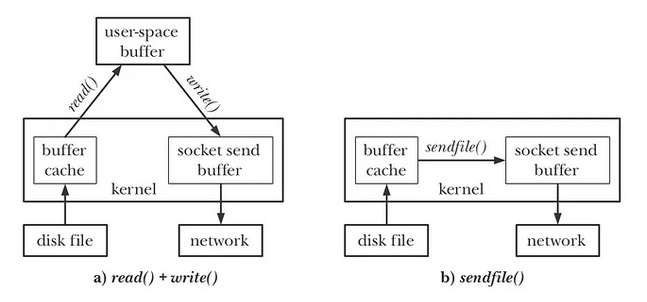 user-space
buffer
read()
write()
buffer
cache
socket send
buffer
kernel
disk file
network
a) read() + write()
buffer
cache
sendfile()
socket send
buffer
kernel
disk file
network
b) sendfile()